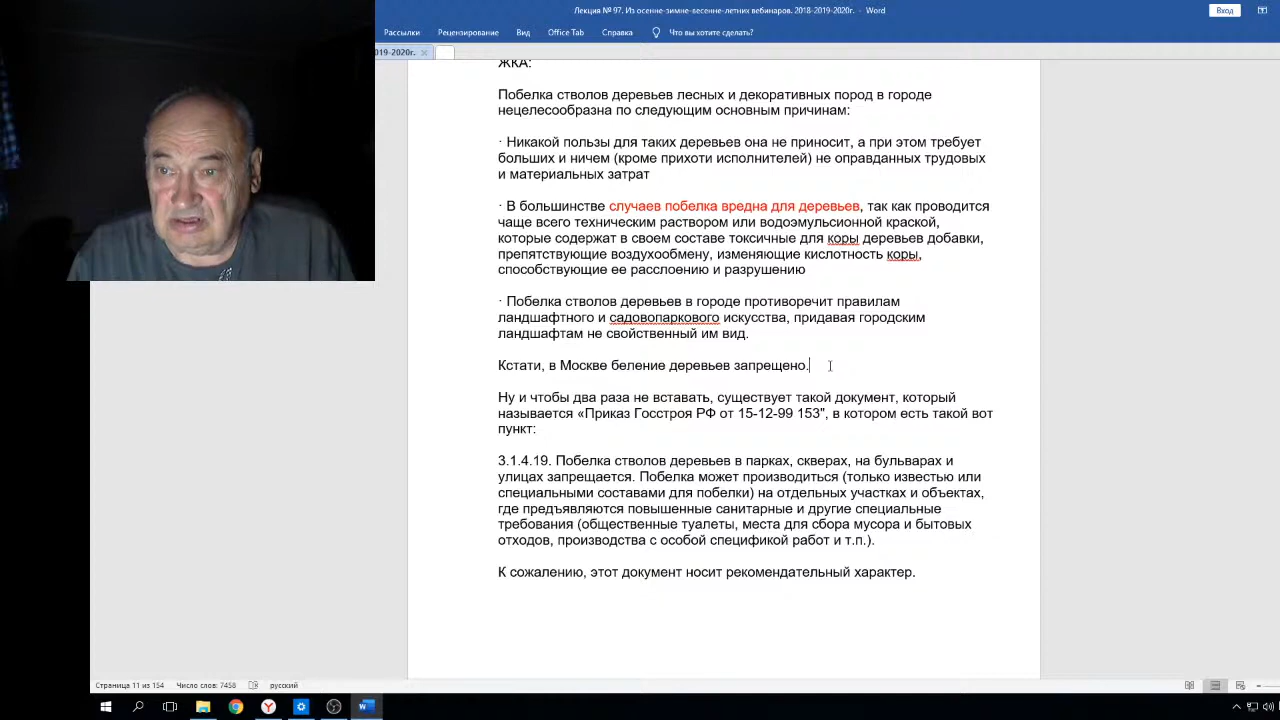 Лекция № 97. Из осенне-зимне-весенне-летних вебинаров. 2018-2019-2020г. - Word
Вход
Рассылки Рецензирование Вид Office Tab Справка Что вы хотите сделать?
019-2020г.
ЖКА:
Побелка стволов деревьев лесных и декоративных пород в городе
нецелесообразна по следующим основным причинам:
· Никакой пользы для таких деревьев она не приносит, а при этом требует
больших и ничем (кроме прихоти исполнителей) не оправданных трудовых
и материальных затрат
· В большинстве случаев побелка вредна для деревьев, так как проводится
чаще всего техническим раствором или водоэмульсионной краской,
которые содержат в своем составе токсичные для коры деревьев добавки,
препятствующие воздухообмену, изменяющие кислотность коры,
способствующие ее расслоению и разрушению
· Побелка стволов деревьев в городе противоречит правилам
ландшафтного и садовопаркового искусства, придавая городским
ландшафтам не свойственный им вид.
Кстати, в Москве беление деревьев запрещено.
Ну и чтобы два раза не вставать, существует такой документ, который
называется «Приказ Госстроя РФ от 15-12-99 153", в котором есть такой вот
пункт:
3.1.4.19. Побелка стволов деревьев в парках, скверах, на бульварах и
улицах запрещается. Побелка может производиться (только известью или
специальными составами для побелки) на отдельных участках и объектах,
где предъявляются повышенные санитарные и другие специальные
требования (общественные туалеты, места для сбора мусора и бытовых
отходов, производства с особой спецификой работ и т.п.).
К сожалению, этот документ носит рекомендательный характер.
Страница 11 из 154 Число слов: 7458 русский